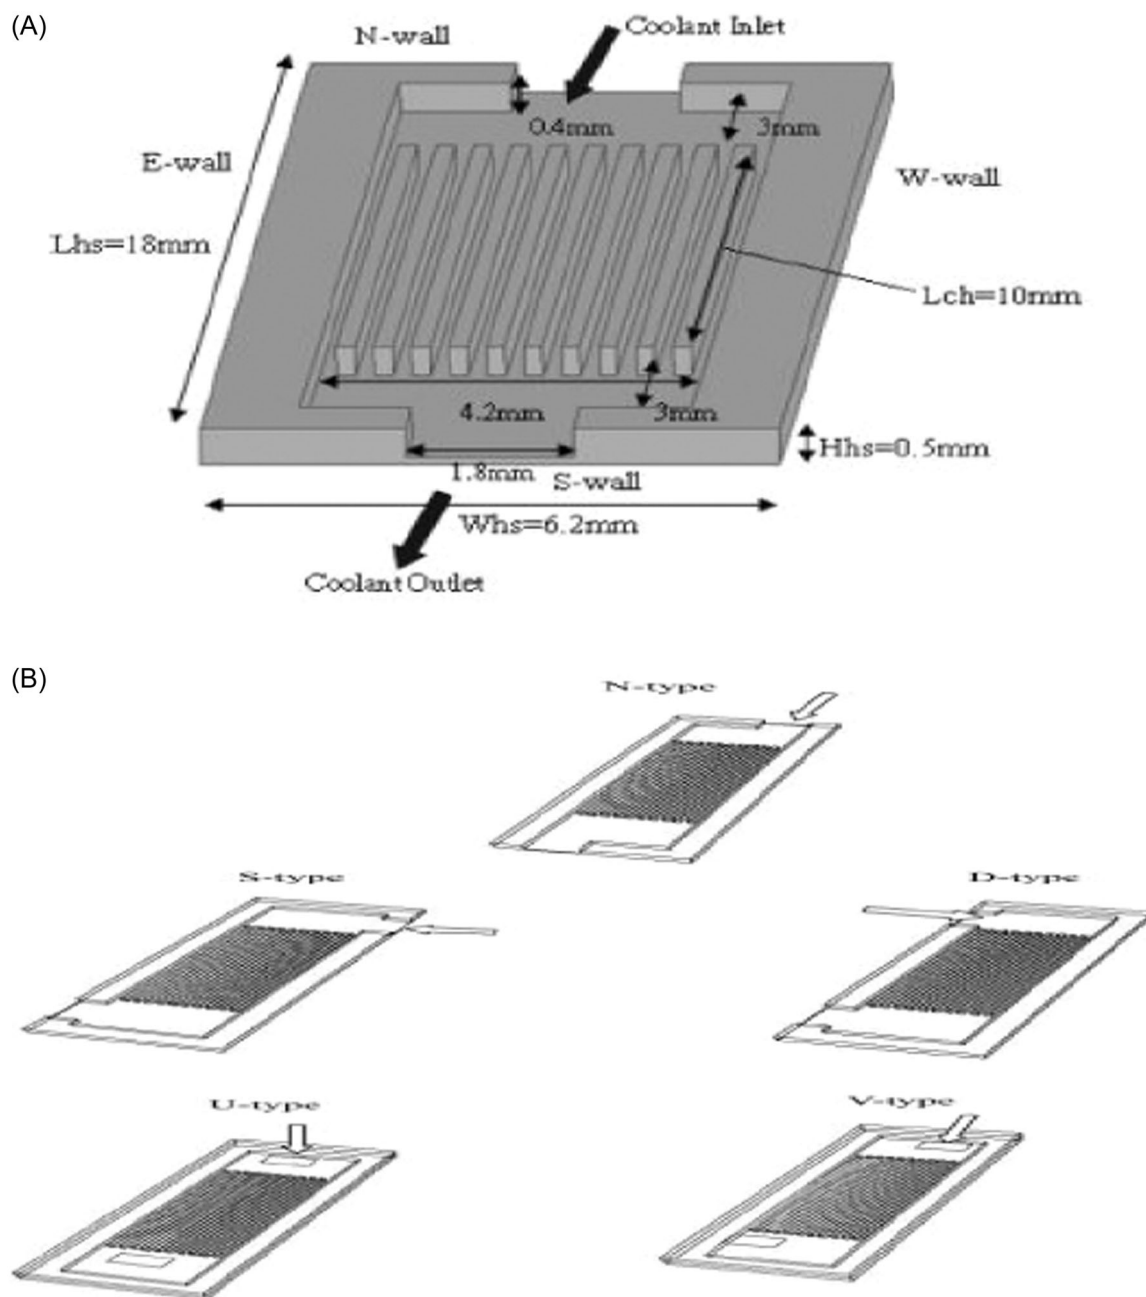 (A)
N-wall
Coolant Inlet
0.4mm
3mm
E-wall
W-wall
Lhs=18mm
Lch=10mm
4.2mm
3mm
Hhs=0.5mm
1.8mm
S-wall
Whs=6.2mm
Coolant Outlet
(B)
N-type
S-type
D-type
U-type
V-type